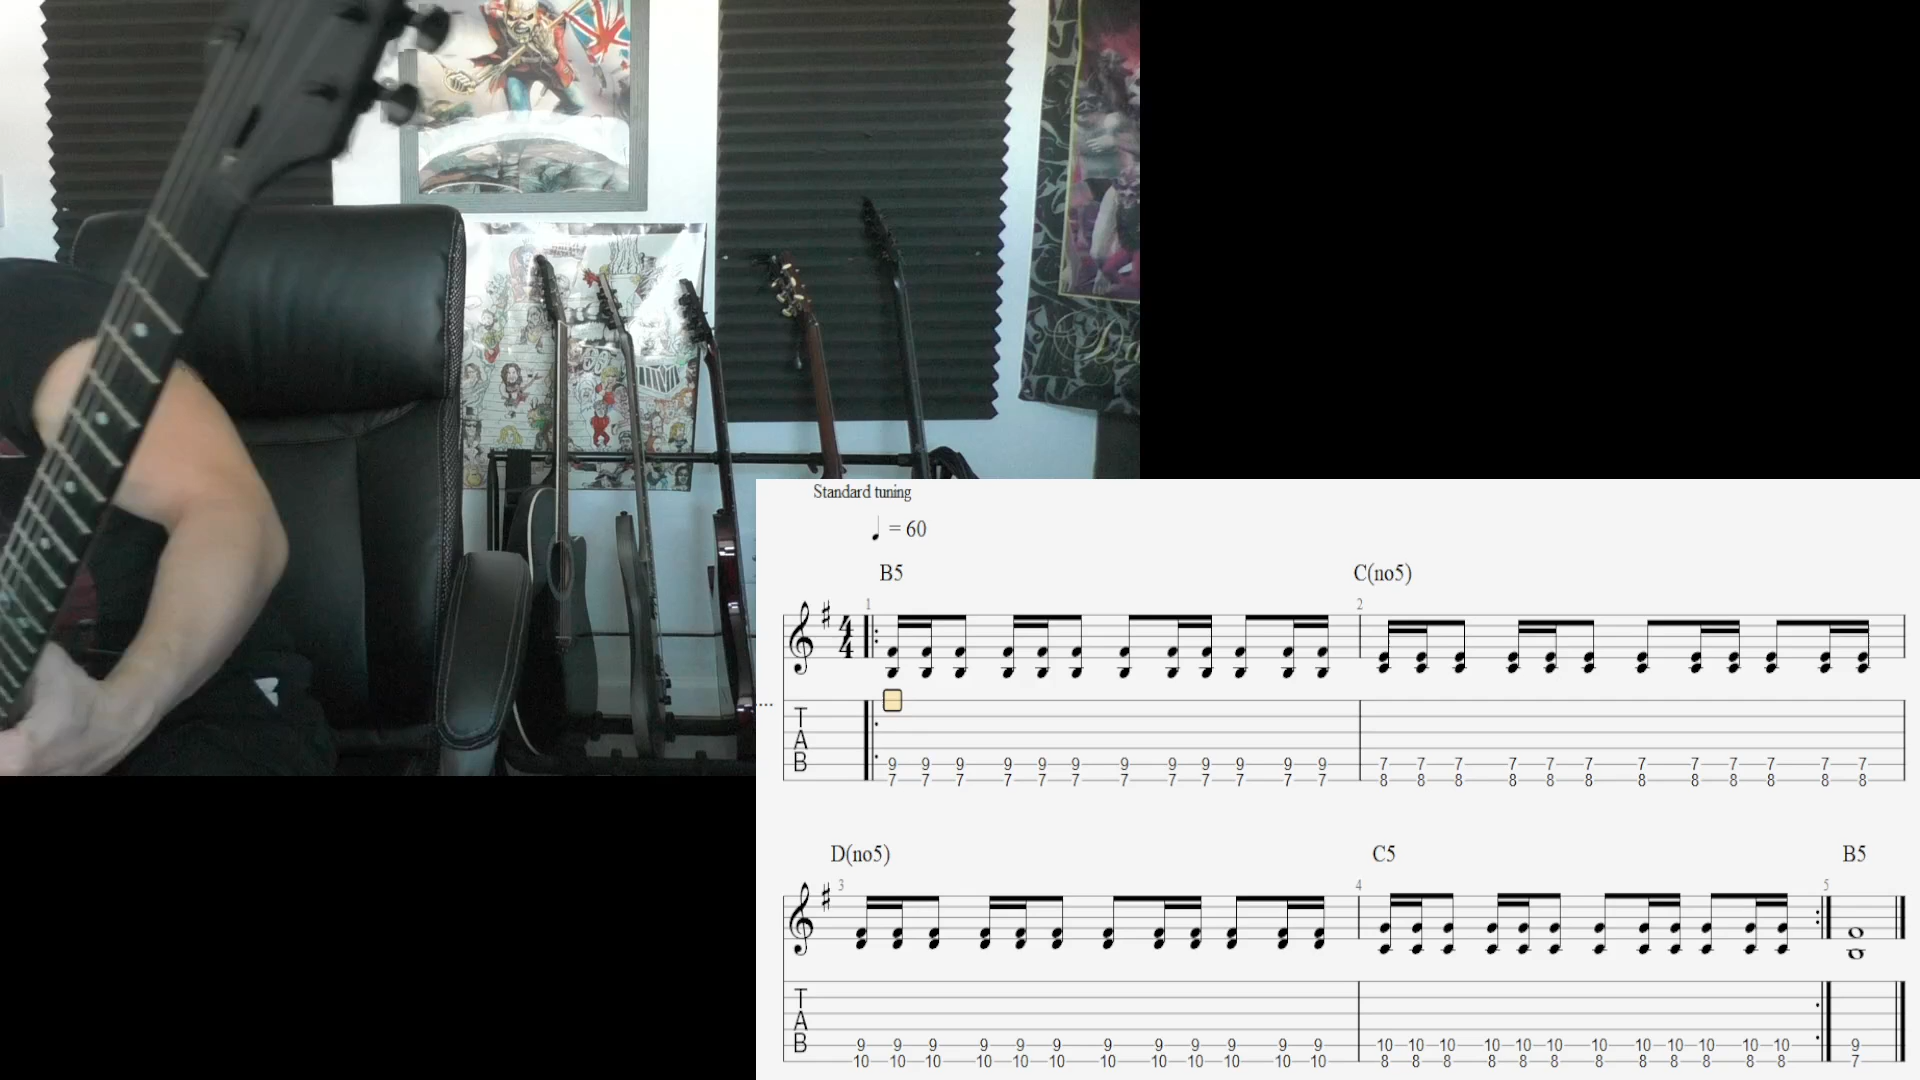 Standard tuning
♩ = 60
B5 C(no5)
1 2
4
4
T 9 9 9 9 9 9 9 9 9 9 9 9 7 7 7 7 7 7 7 7 7 7 7 7
A
B 7 7 7 7 7 7 7 7 7 7 7 7 8 8 8 8 8 8 8 8 8 8 8 8
D(no5) C5 B5
3 4 5
T 9 9 9 9 9 9 9 9 9 9 9 9 10 10 10 10 10 10 10 10 10 10 10 10 9
A
B 10 10 10 10 10 10 10 10 10 10 10 10 8 8 8 8 8 8 8 8 8 8 8 8 7